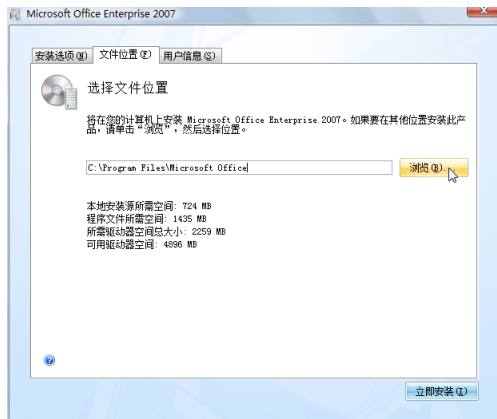 Microsoft Office Enterprise 2007
安装选项(N) 文件位置(F) 用户信息(S)
选择文件位置
将在您的计算机上安装 Microsoft Office Enterprise 2007。如果要在其他位置安装此产
品，请单击“浏览”，然后选择位置。
C:\Program Files\Microsoft Office 浏览(B)...
本地安装源所需空间: 724 MB
程序文件所需空间: 1435 MB
所需驱动器空间总大小: 2259 MB
可用驱动器空间: 4896 MB
立即安装(I)